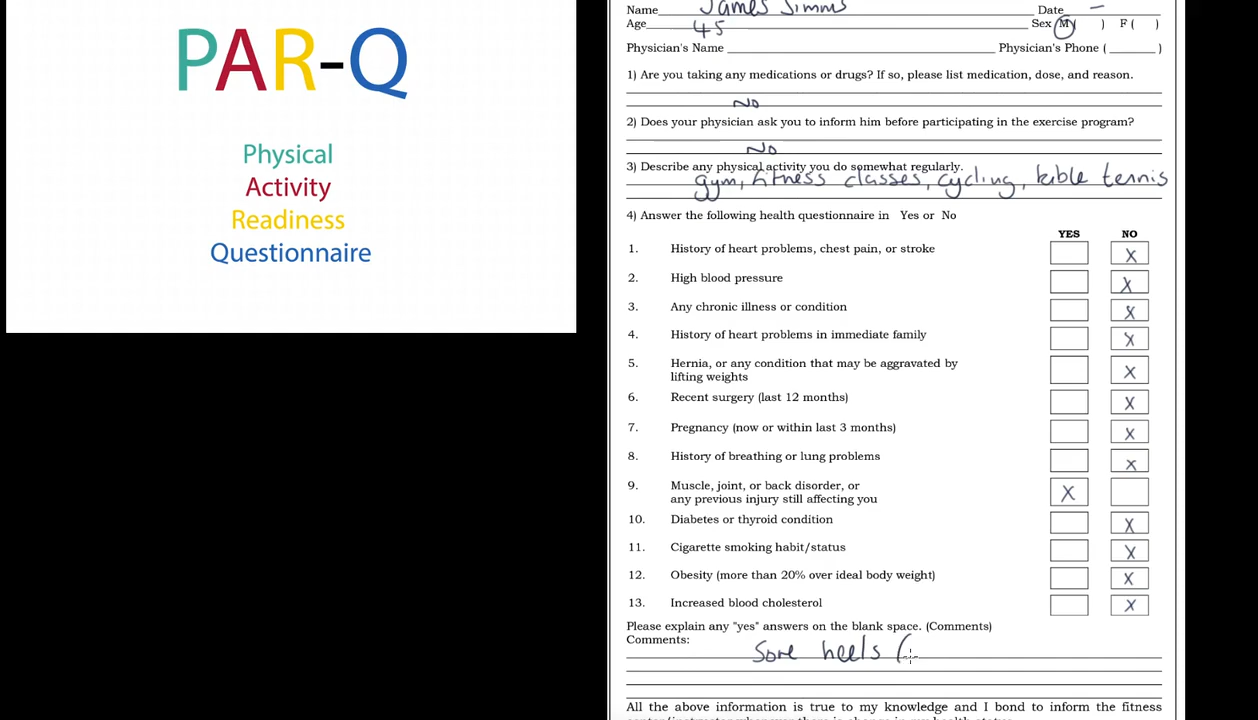 PAR-Q
Physical
Activity
Readiness
Questionnaire
Name James Simms Date –
Age 45 Sex M( ) F ( )
Physician's Name Physician's Phone ( )
1) Are you taking any medications or drugs? If so, please list medication, dose, and reason.
NO
2) Does your physician ask you to inform him before participating in the exercise program?
NO
3) Describe any physical activity you do somewhat regularly.
gym, fitness classes, cycling, table tennis
4) Answer the following health questionnaire in Yes or No
YES NO
1. History of heart problems, chest pain, or stroke X
2. High blood pressure X
3. Any chronic illness or condition X
4. History of heart problems in immediate family X
5. Hernia, or any condition that may be aggravated by
lifting weights X
6. Recent surgery (last 12 months) X
7. Pregnancy (now or within last 3 months) X
8. History of breathing or lung problems X
9. Muscle, joint, or back disorder, or
any previous injury still affecting you X
10. Diabetes or thyroid condition X
11. Cigarette smoking habit/status X
12. Obesity (more than 20% over ideal body weight) X
13. Increased blood cholesterol X
Please explain any "yes" answers on the blank space. (Comments)
Comments:
Sore heels (
All the above information is true to my knowledge and I bond to inform the fitness